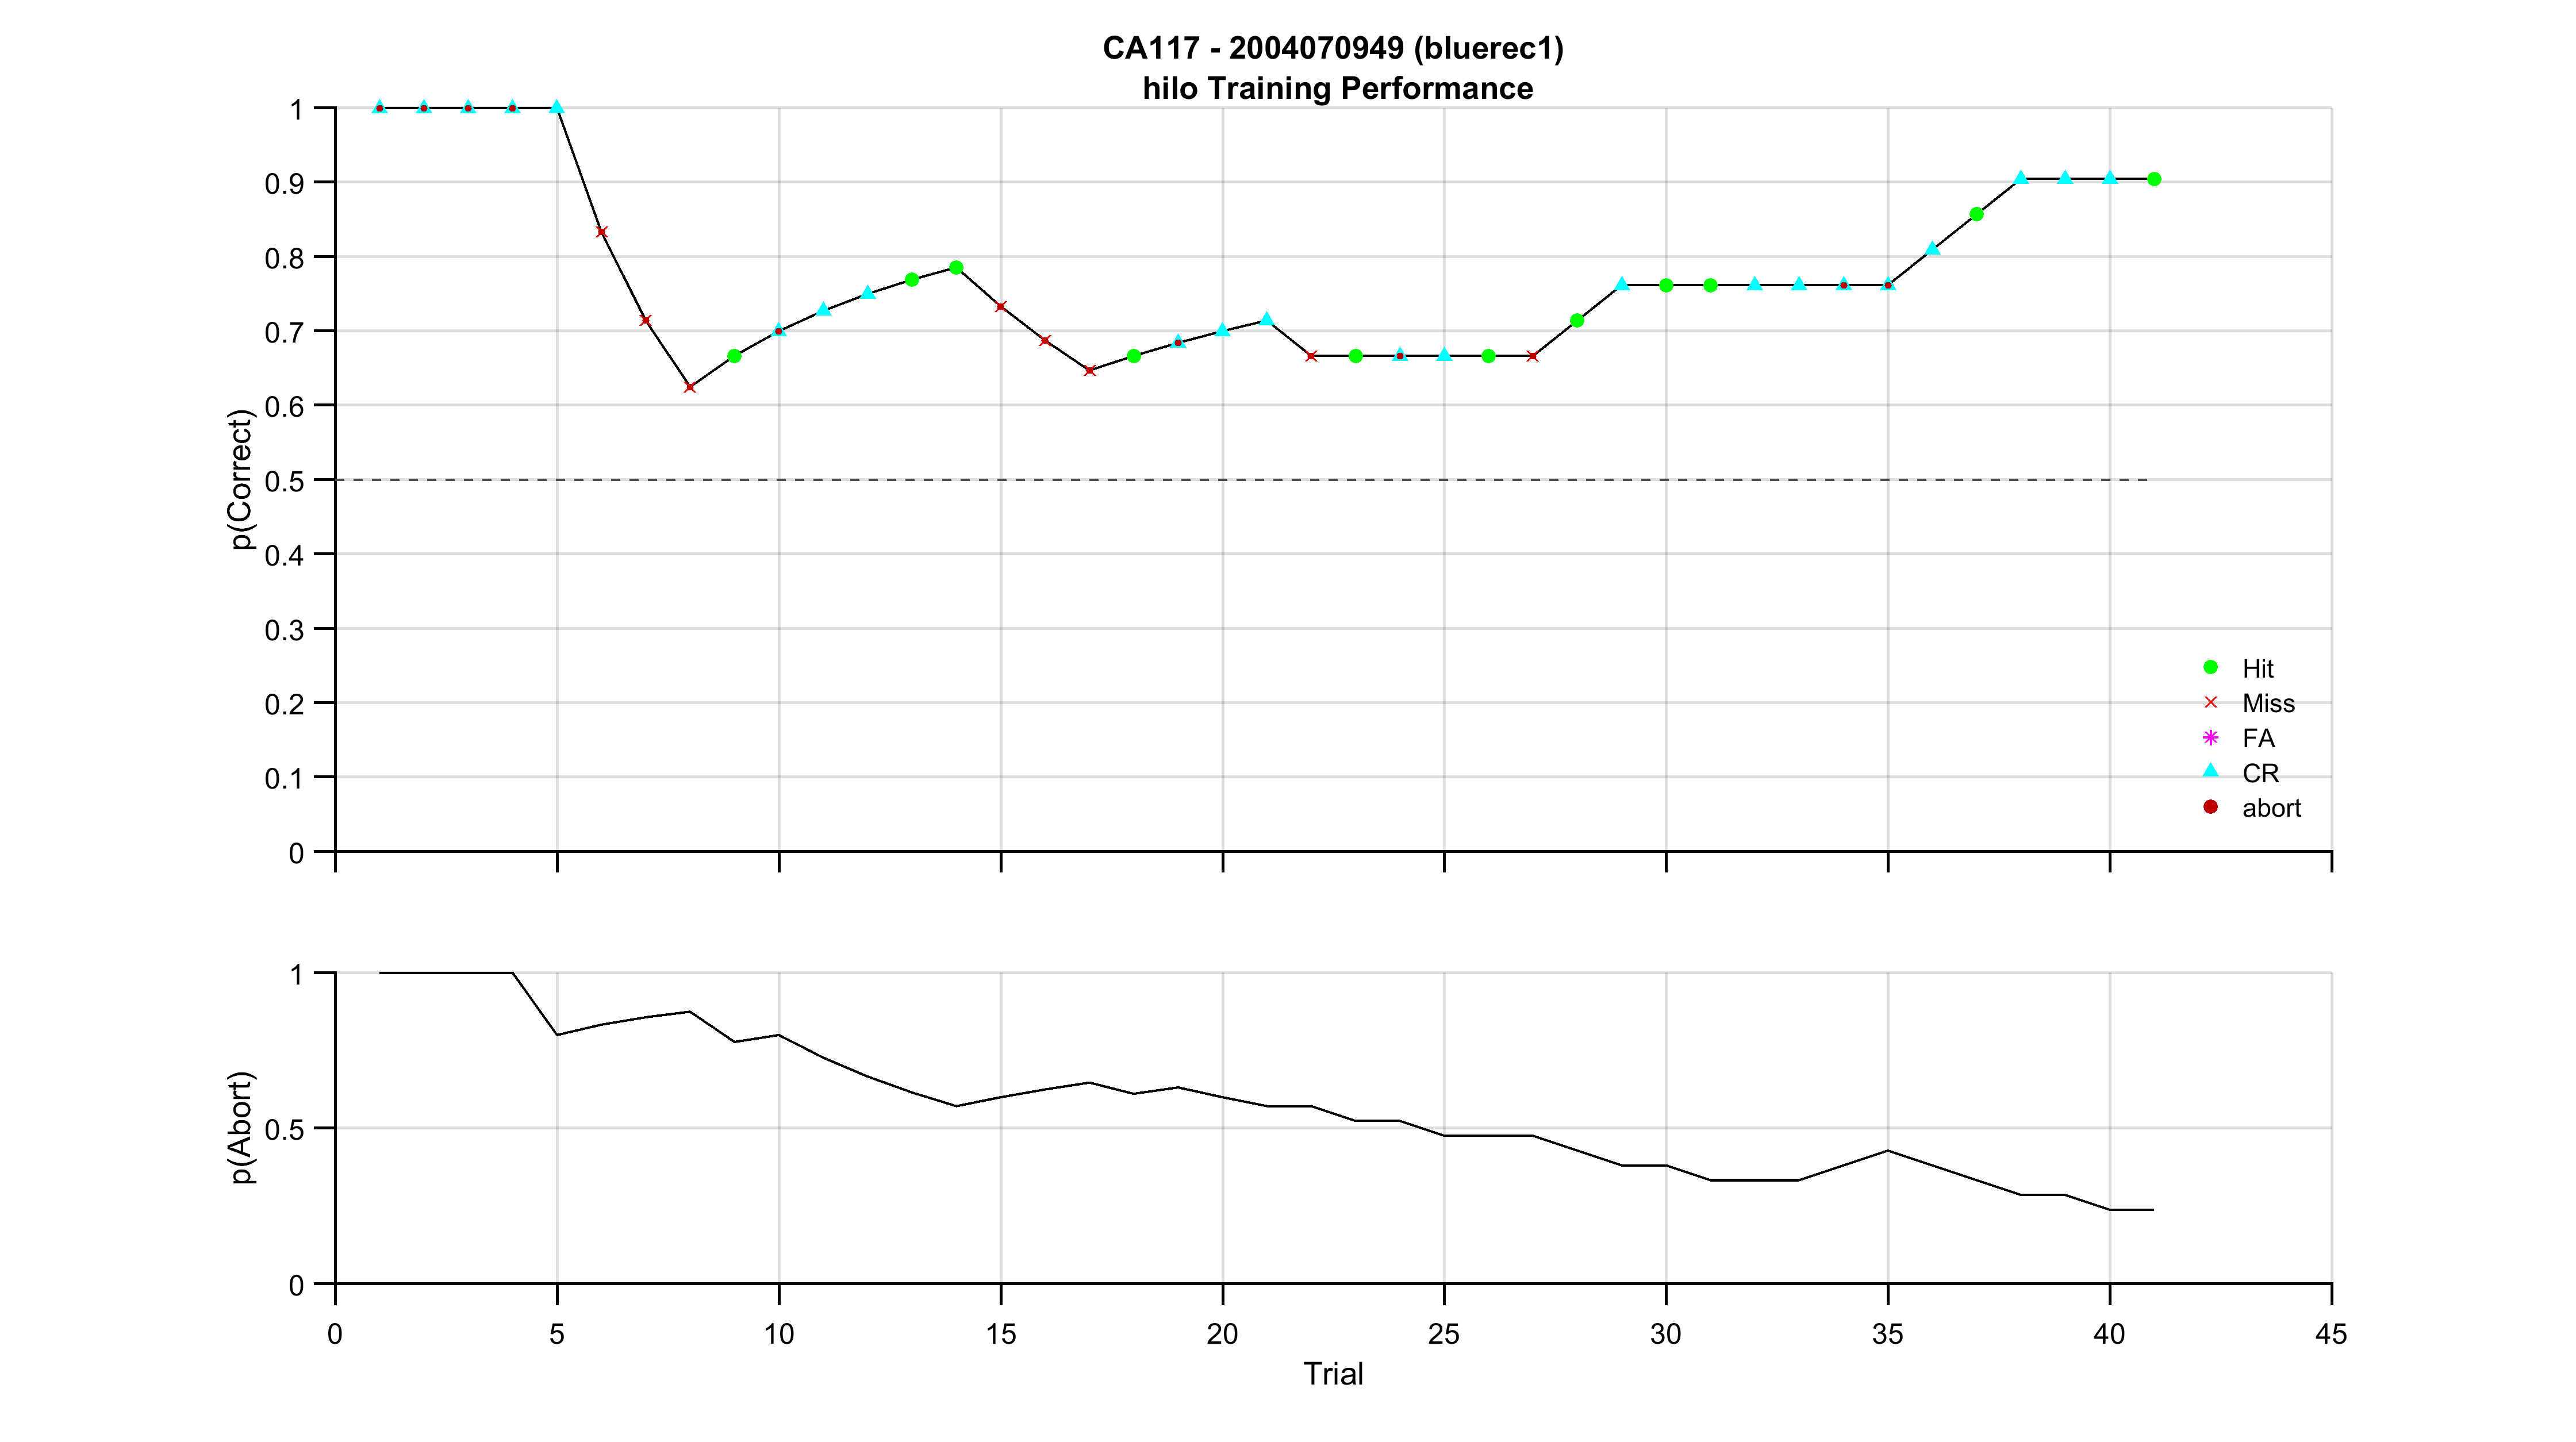 CA117 - 2004070949 (bluerec1)
hilo Training Performance
1
0.9
0.8
0.7
0.6
0.5
0.4
0.3
0.2
0.1
0
p(Correct)
Hit
Miss
FA
CR
abort
1
0.5
0
p(Abort)
0 5 10 15 20 25 30 35 40 45
Trial